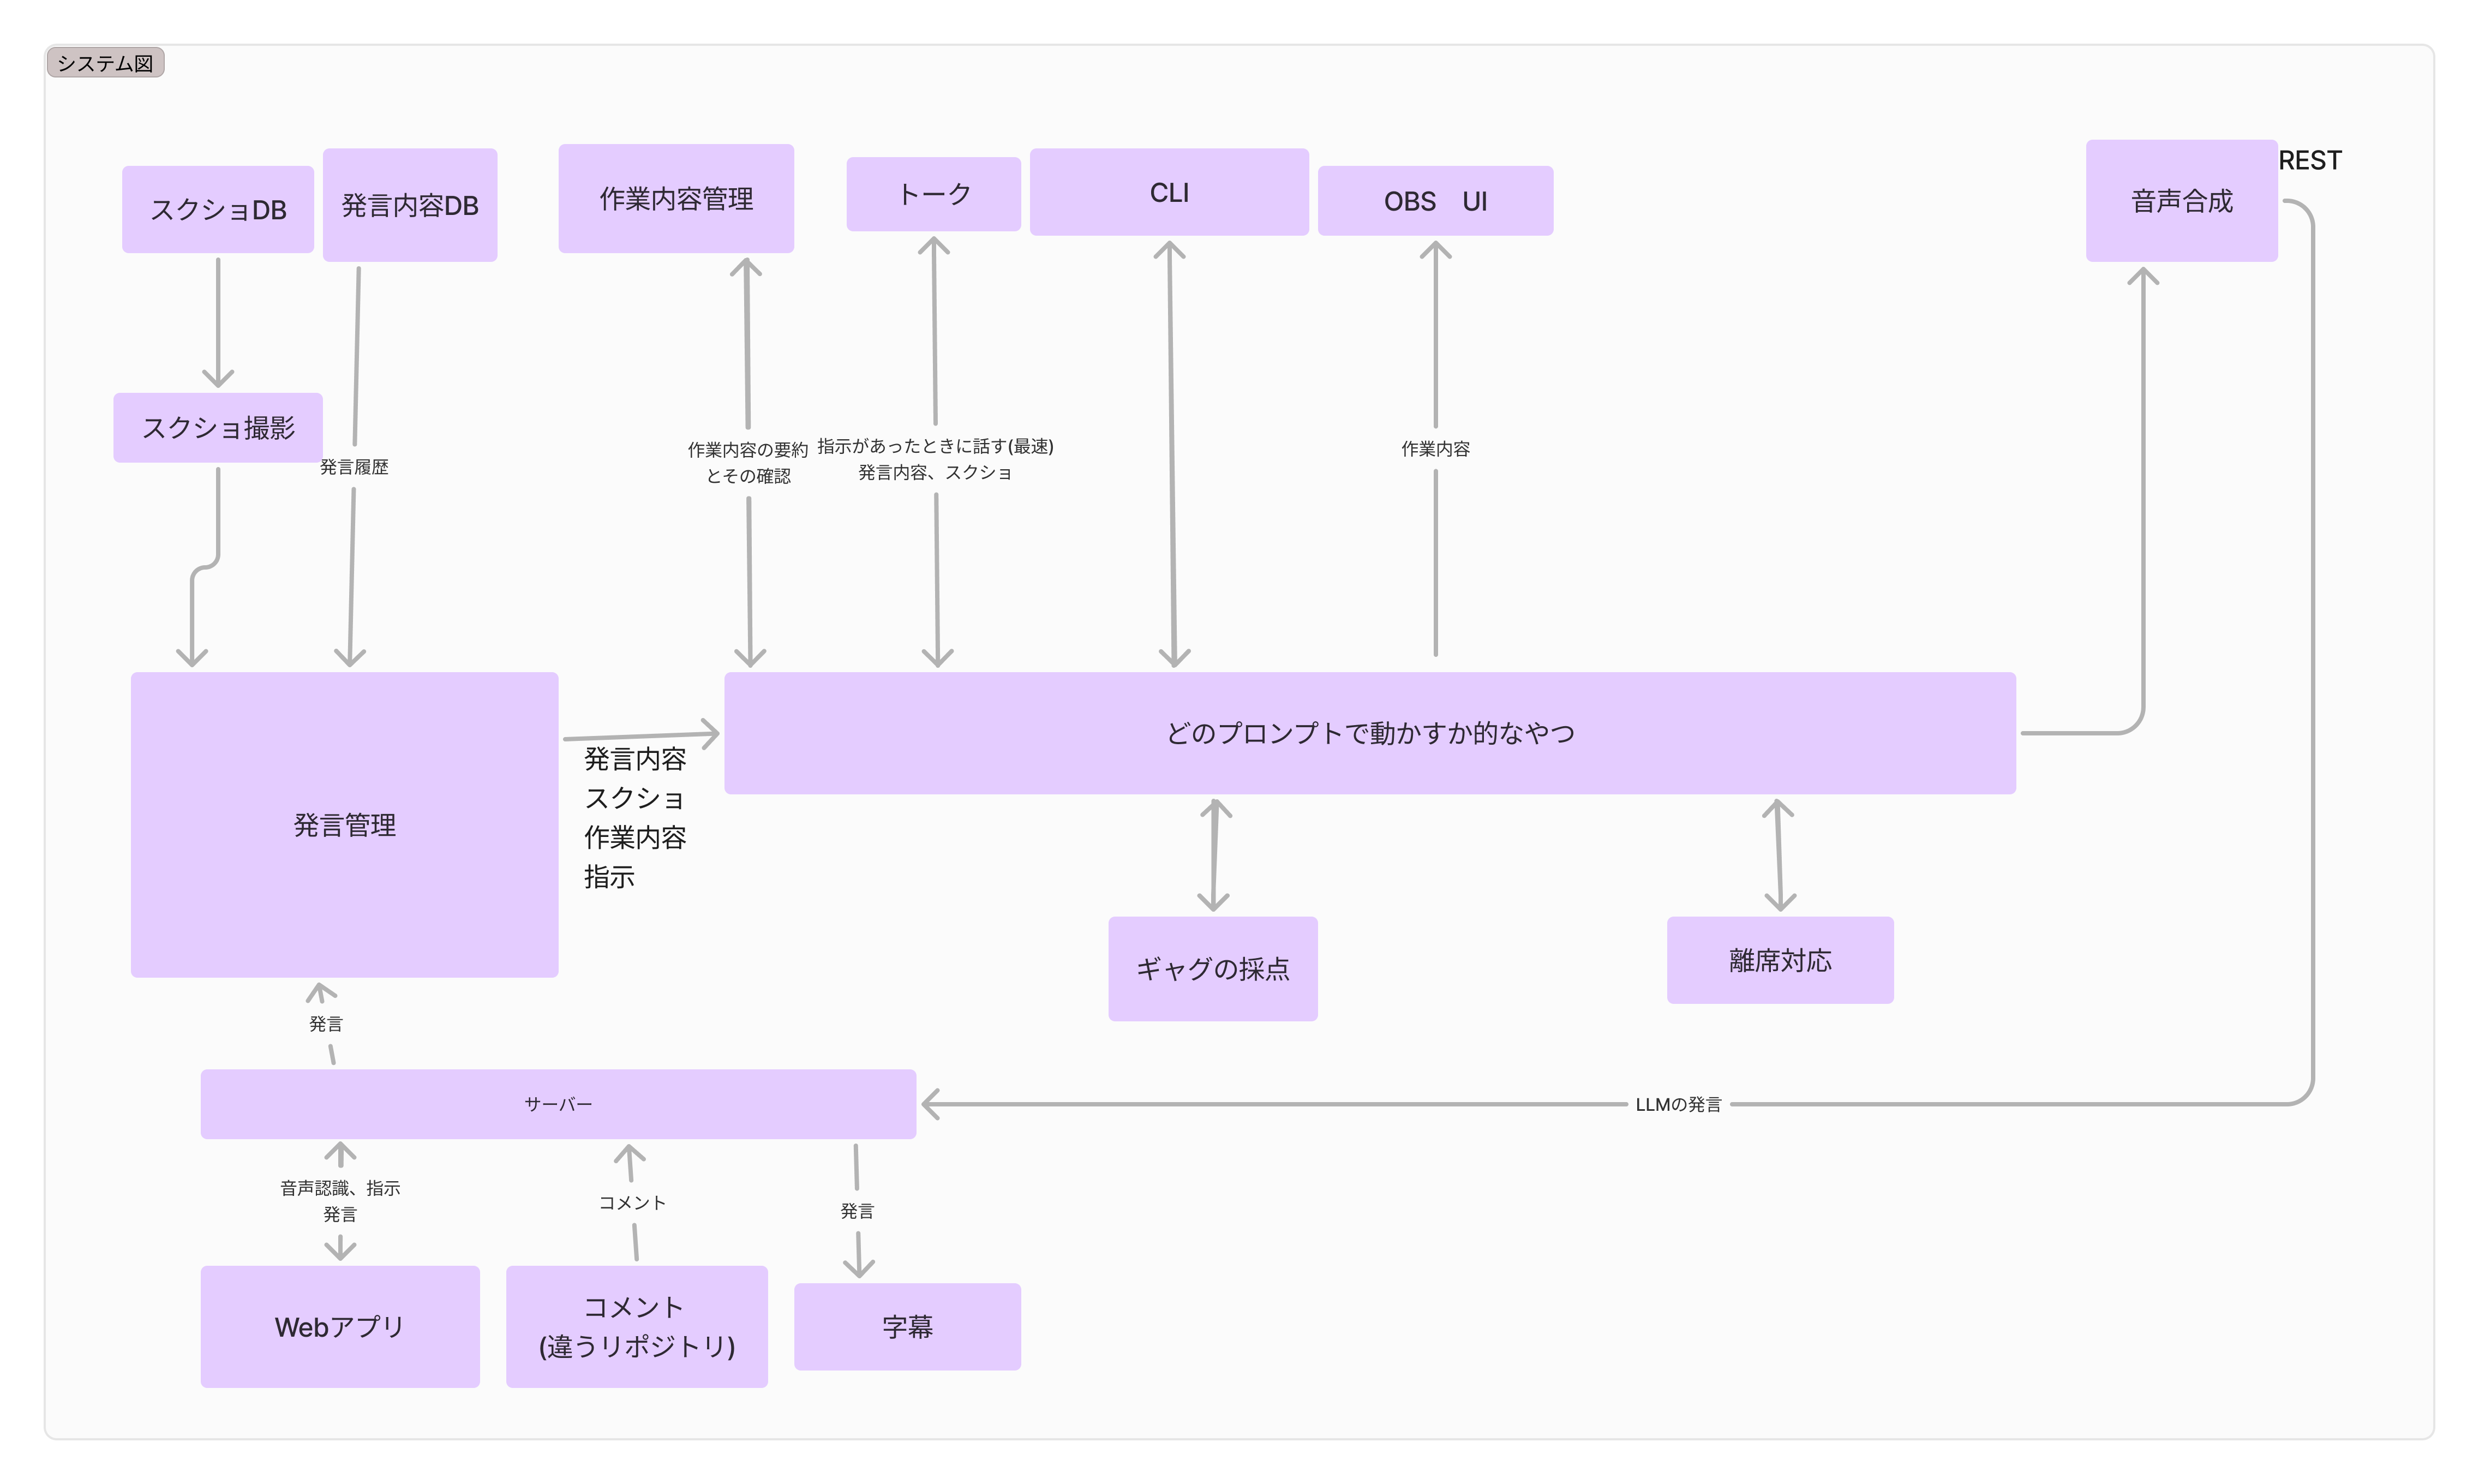 システム図
スクショDB
発言内容DB
作業内容管理
トーク
CLI
OBS　UI
音声合成
REST
スクショ撮影
発言履歴
作業内容の要約
とその確認
指示があったときに話す(最速)
発言内容、スクショ
作業内容
発言管理
発言内容
スクショ
作業内容
指示
どのプロンプトで動かすか的なやつ
ギャグの採点
離席対応
発言
サーバー
LLMの発言
音声認識、指示
発言
コメント
発言
Webアプリ
コメント
(違うリポジトリ)
字幕